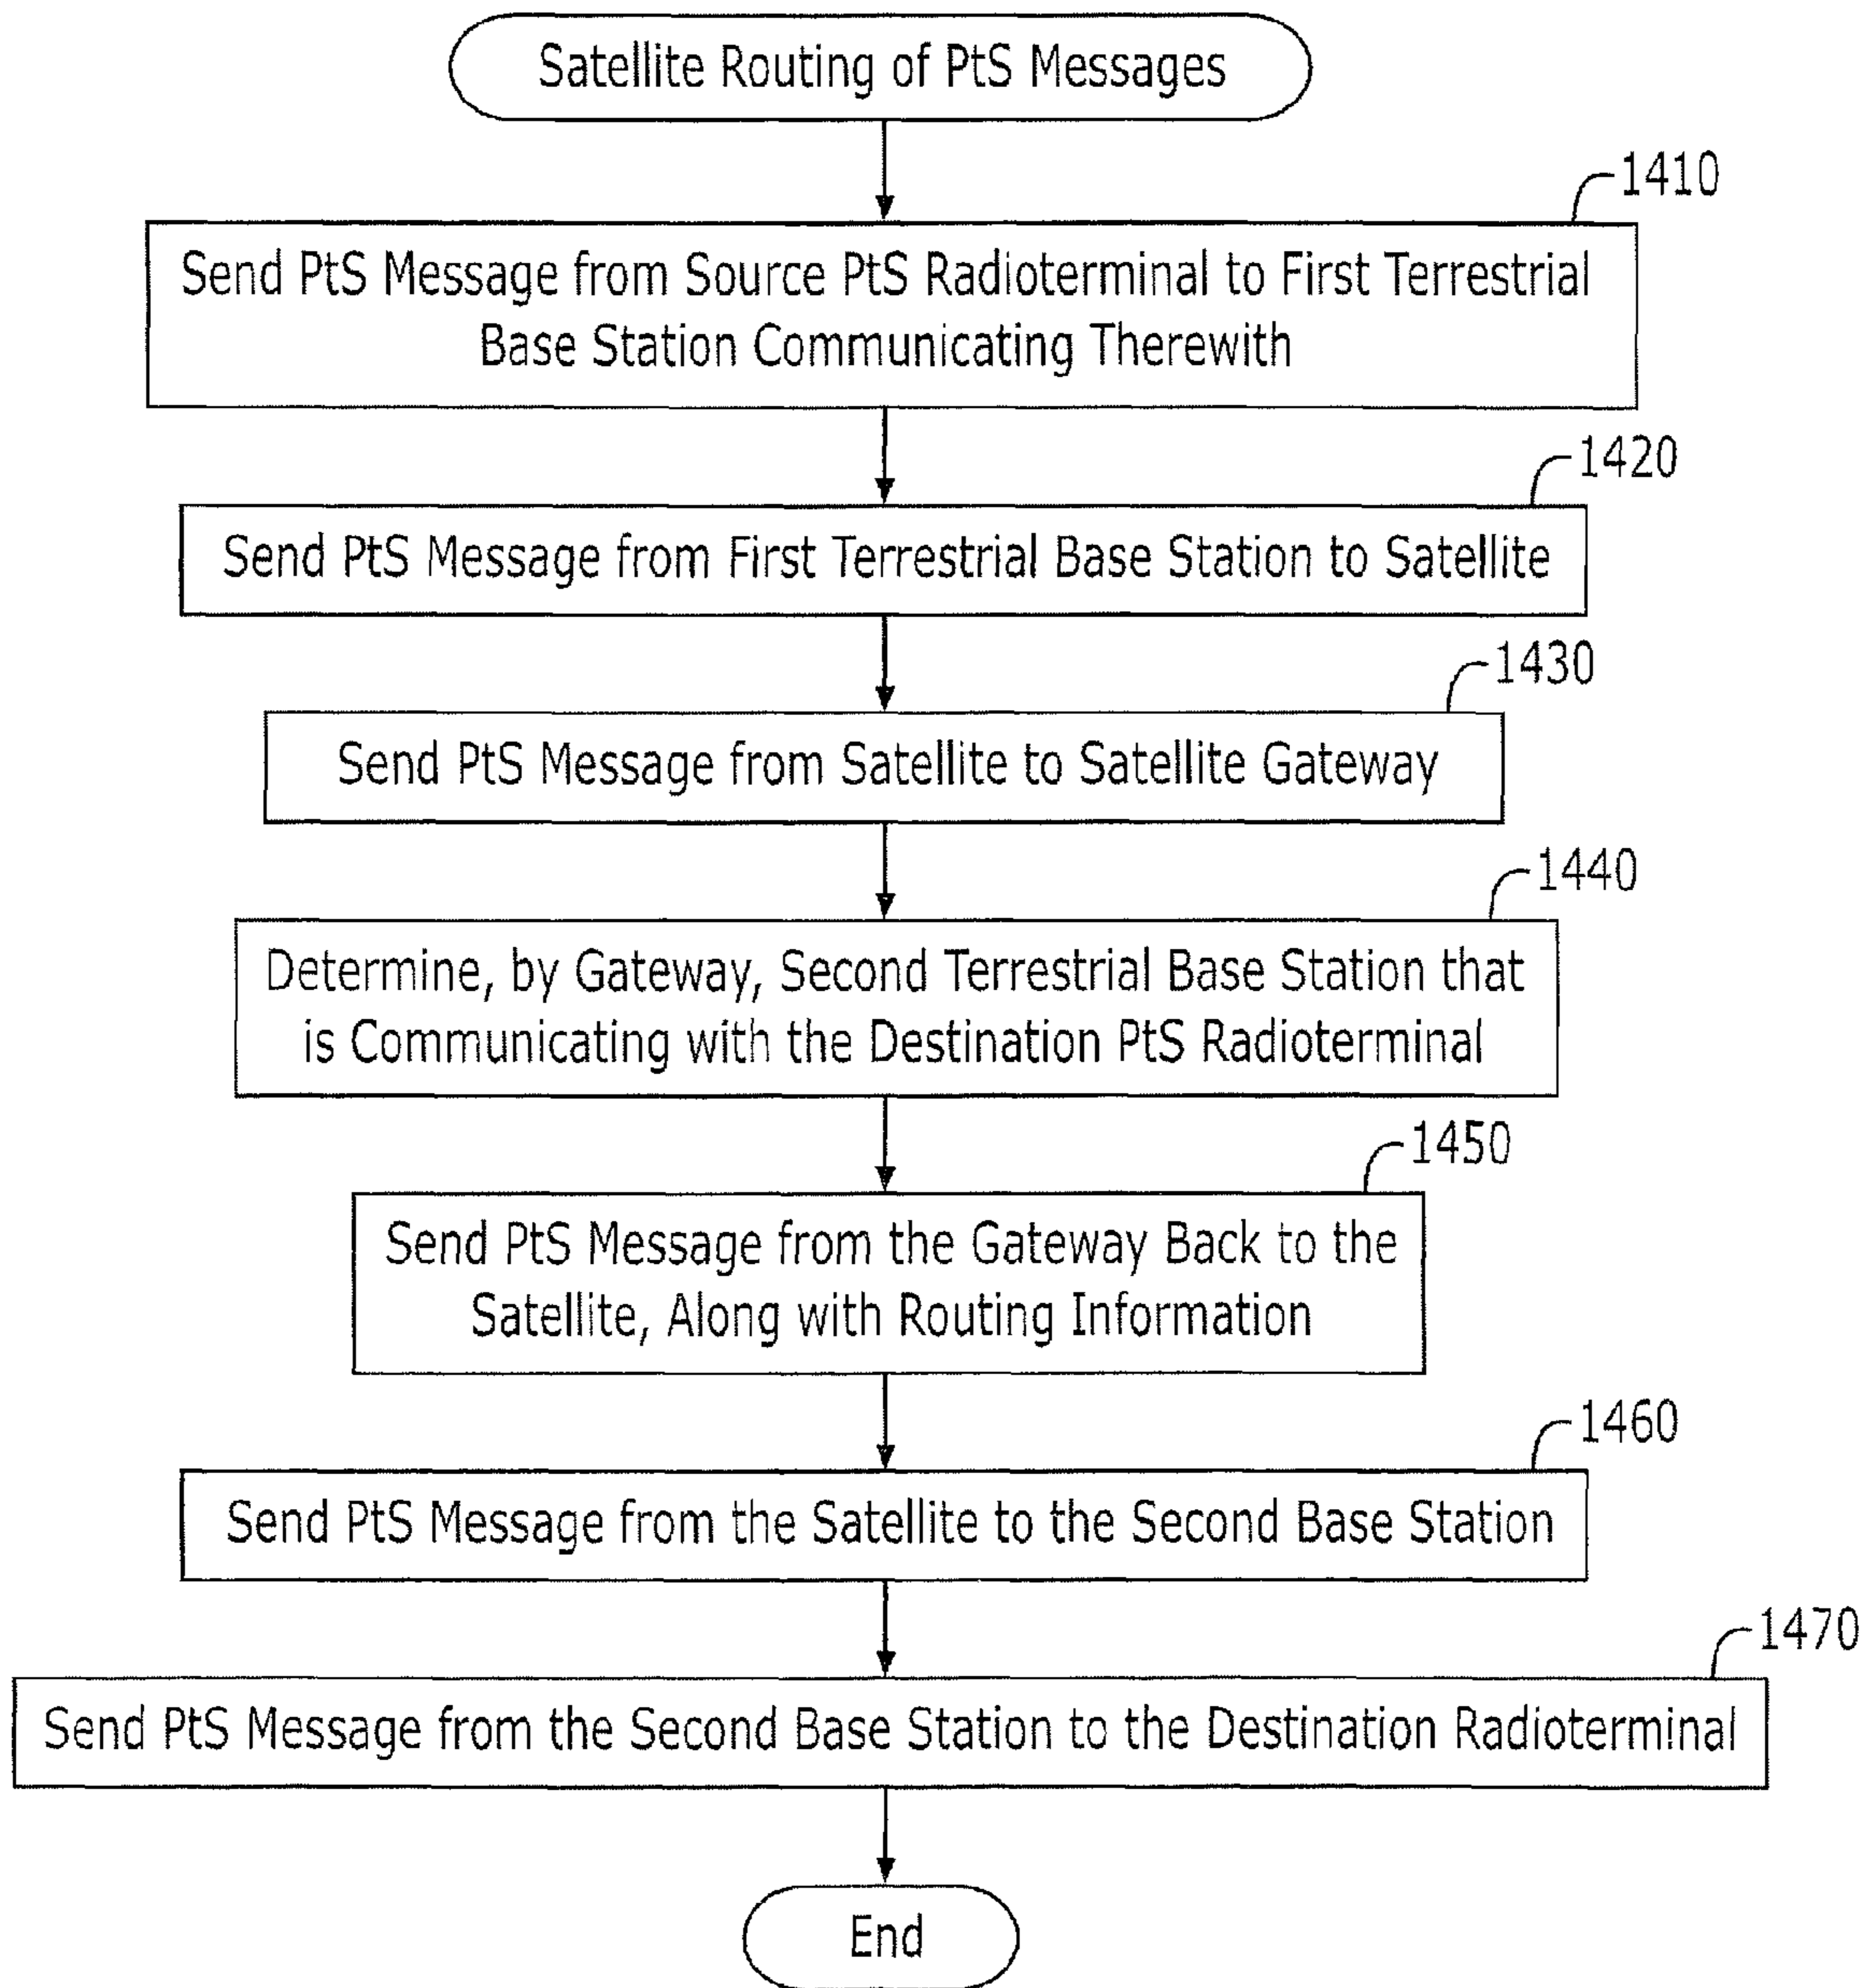 Satellite Routing of PtS Messages
1410
Send PtS Message from Source PtS Radioterminal to First Terrestrial
Base Station Communicating Therewith
1420
Send PtS Message from First Terrestrial Base Station to Satellite
1430
Send PtS Message from Satellite to Satellite Gateway
1440
Determine, by Gateway, Second Terrestrial Base Station that
is Communicating with the Destination PtS Radioterminal
1450
Send PtS Message from the Gateway Back to the
Satellite, Along with Routing Information
1460
Send PtS Message from the Satellite to the Second Base Station
1470
Send PtS Message from the Second Base Station to the Destination Radioterminal
End